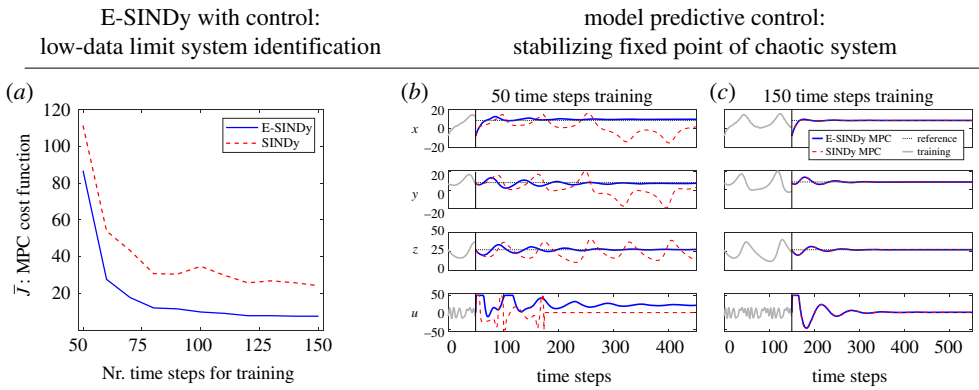 E-SINDy with control:
low-data limit system identification
model predictive control:
stabilizing fixed point of chaotic system
(a)
120
100
80
60
40
20
50
75
100
125
150
J̄ : MPC cost function
Nr. time steps for training
E-SINDy
SINDy
(b)
50 time steps training
x
20
0
−20
y
20
0
−20
z
50
25
0
u
50
0
−50
0 100 200 300 400
time steps
(c)
150 time steps training
E-SINDy MPC
SINDy MPC
reference
training
0 100 200 300 400 500
time steps